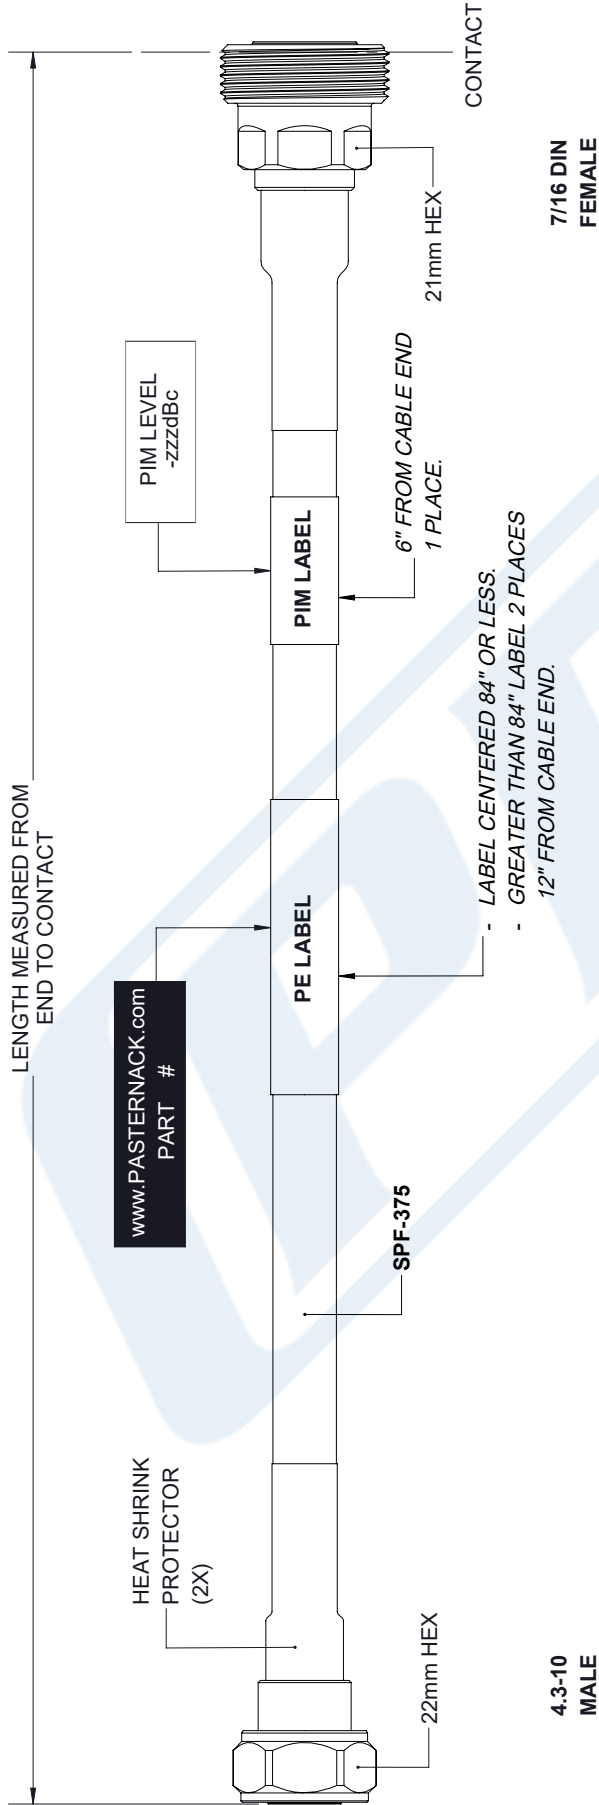 LENGTH MEASURED FROM
END TO CONTACT
CONTACT
HEAT SHRINK
PROTECTOR
(2X)
www.PASTERNACK.com
PART #
PIM LEVEL
-zzzdBc
PE LABEL
PIM LABEL
22mm HEX
SPF-375
- LABEL CENTERED 84" OR LESS.
- GREATER THAN 84" LABEL 2 PLACES
12" FROM CABLE END.
6" FROM CABLE END
1 PLACE.
21mm HEX
4.3-10
MALE
7/16 DIN
FEMALE